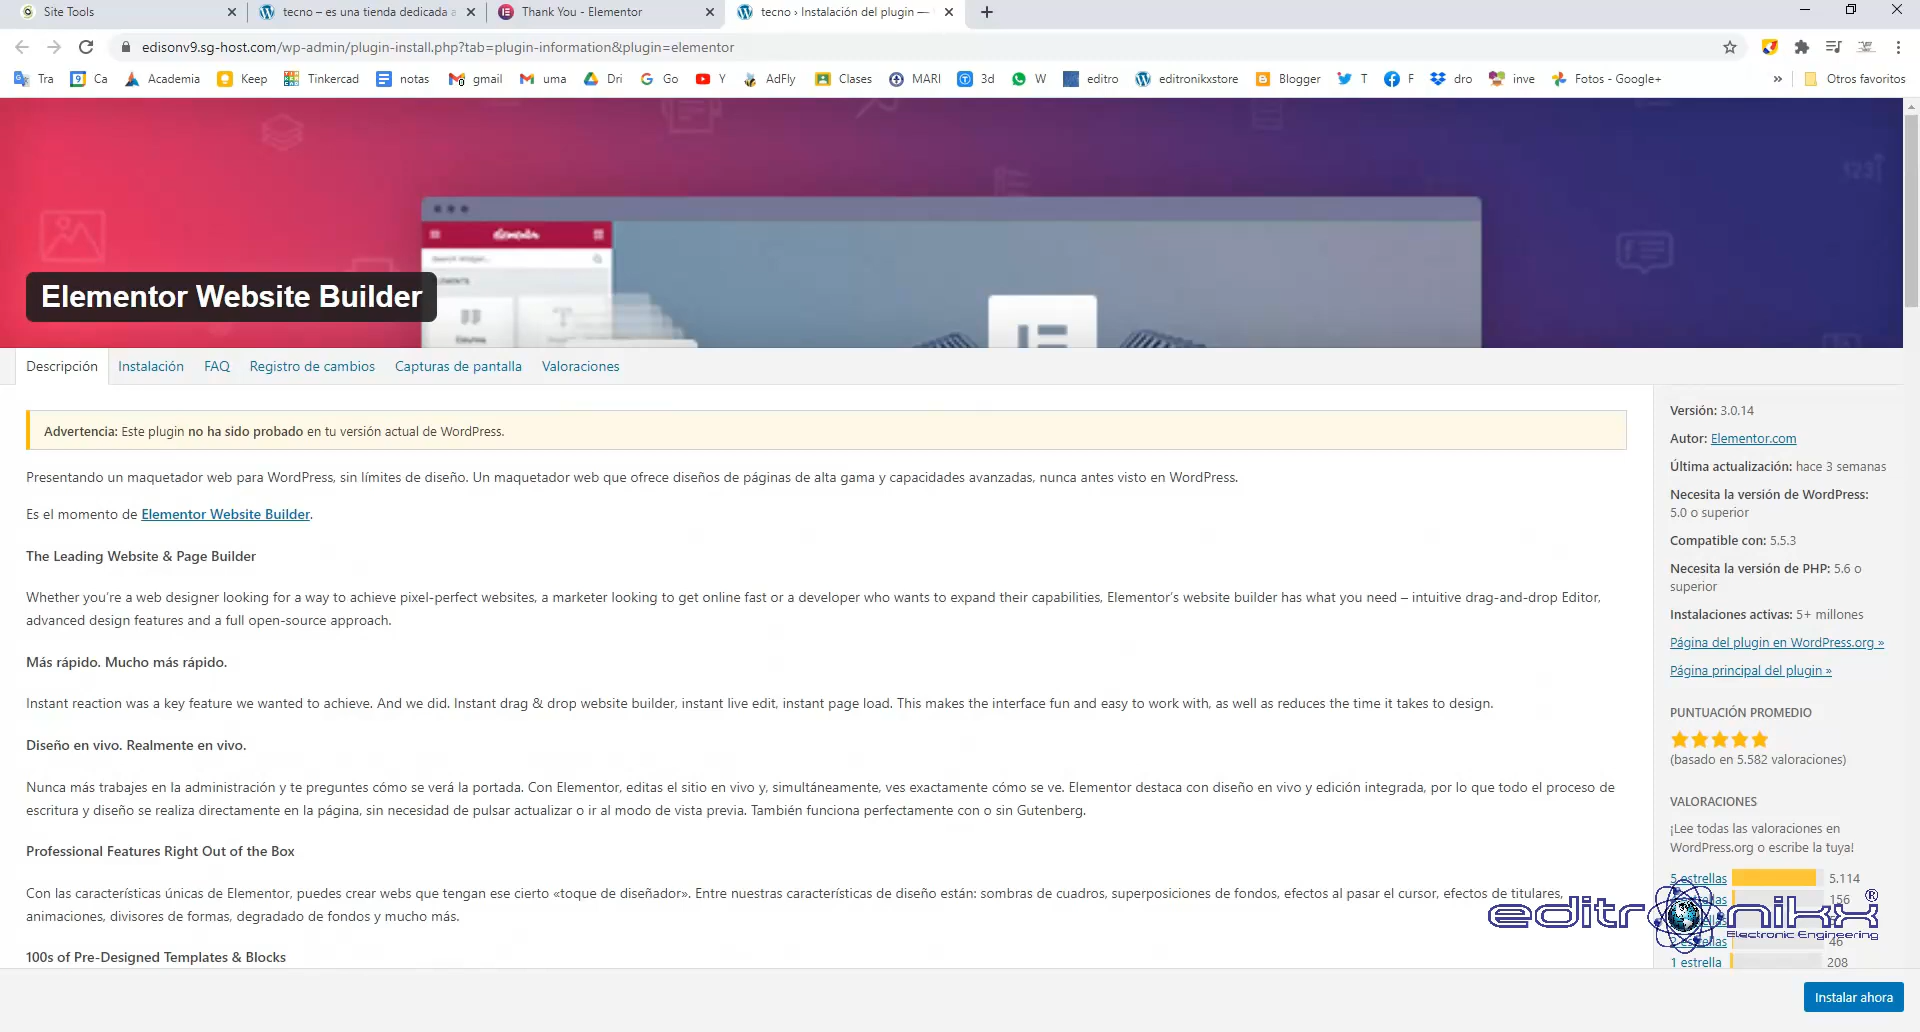 Site Tools
tecno – es una tienda dedicada a
Thank You - Elementor
tecno › Instalación del plugin —
edisonv9.sg-host.com/wp-admin/plugin-install.php?tab=plugin-information&plugin=elementor
Tra Ca Academia Keep Tinkercad notas gmail uma Dri Go Y AdFly Clases MARI 3d W editro editronikxstore Blogger T F dro inve Fotos - Google+ » Otros favoritos
elementor
Elementor Website Builder
Descripción Instalación FAQ Registro de cambios Capturas de pantalla Valoraciones
Advertencia: Este plugin no ha sido probado en tu versión actual de WordPress.
Presentando un maquetador web para WordPress, sin límites de diseño. Un maquetador web que ofrece diseños de páginas de alta gama y capacidades avanzadas, nunca antes visto en WordPress.
Es el momento de Elementor Website Builder.
The Leading Website & Page Builder
Whether you're a web designer looking for a way to achieve pixel-perfect websites, a marketer looking to get online fast or a developer who wants to expand their capabilities, Elementor's website builder has what you need – intuitive drag-and-drop Editor,
advanced design features and a full open-source approach.
Más rápido. Mucho más rápido.
Instant reaction was a key feature we wanted to achieve. And we did. Instant drag & drop website builder, instant live edit, instant page load. This makes the interface fun and easy to work with, as well as reduces the time it takes to design.
Diseño en vivo. Realmente en vivo.
Nunca más trabajes en la administración y te preguntes cómo se verá la portada. Con Elementor, editas el sitio en vivo y, simultáneamente, ves exactamente cómo se ve. Elementor destaca con diseño en vivo y edición integrada, por lo que todo el proceso de
escritura y diseño se realiza directamente en la página, sin necesidad de pulsar actualizar o ir al modo de vista previa. También funciona perfectamente con o sin Gutenberg.
Professional Features Right Out of the Box
Con las características únicas de Elementor, puedes crear webs que tengan ese cierto «toque de diseñador». Entre nuestras características de diseño están: sombras de cuadros, superposiciones de fondos, efectos al pasar el cursor, efectos de titulares,
animaciones, divisores de formas, degradado de fondos y mucho más.
100s of Pre-Designed Templates & Blocks
Versión: 3.0.14
Autor: Elementor.com
Última actualización: hace 3 semanas
Necesita la versión de WordPress:
5.0 o superior
Compatible con: 5.5.3
Necesita la versión de PHP: 5.6 o
superior
Instalaciones activas: 5+ millones
Página del plugin en WordPress.org »
Página principal del plugin »
PUNTUACIÓN PROMEDIO
(basado en 5.582 valoraciones)
VALORACIONES
¡Lee todas las valoraciones en
WordPress.org o escribe la tuya!
5 estrellas 5.114
156
2 estrellas 46
1 estrella 208
editronikx®
Electronic Engineering
Instalar ahora